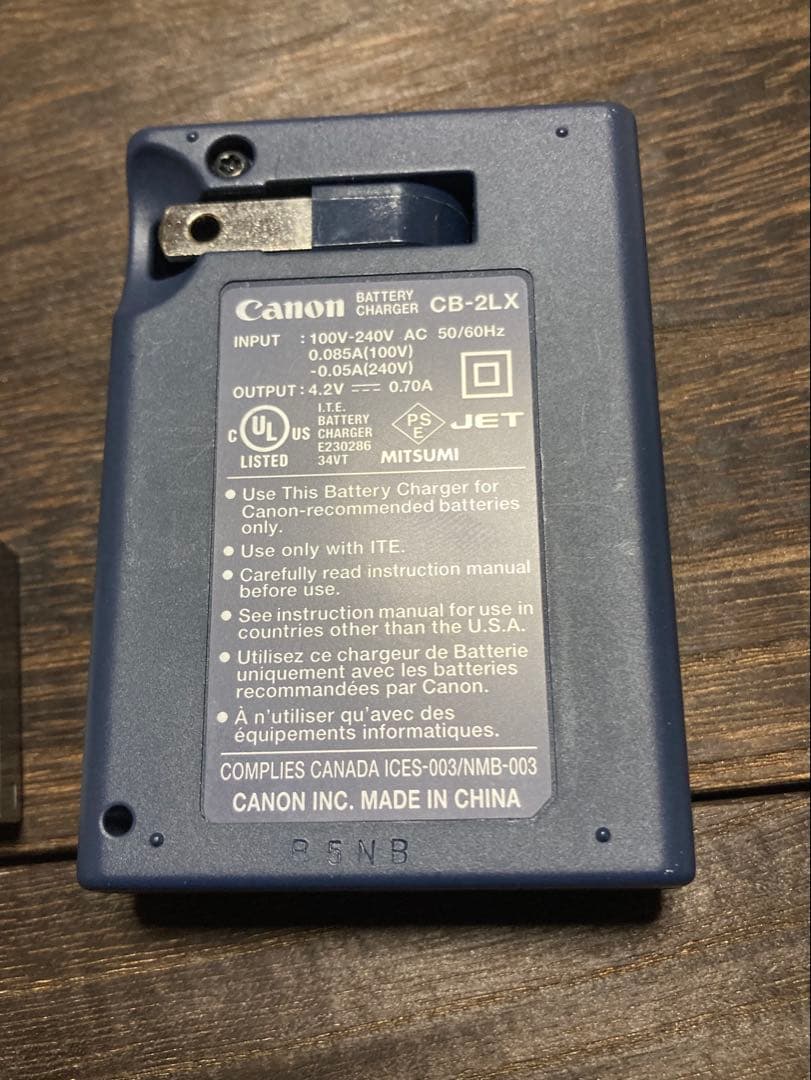 Canon BATTERY CHARGER CB-2LX
INPUT : 100V-240V AC 50/60Hz
0.085A(100V)
-0.05A(240V)
OUTPUT : 4.2V ⎓ 0.70A
C UL US
LISTED
I.T.E.
BATTERY
CHARGER
E230286
34VT
PS
E
JET
MITSUMI
• Use This Battery Charger for
Canon-recommended batteries
only.
• Use only with ITE.
• Carefully read instruction manual
before use.
• See instruction manual for use in
countries other than the U.S.A.
• Utilisez ce chargeur de Batterie
uniquement avec les batteries
recommandées par Canon.
• À n'utiliser qu'avec des
équipements informatiques.
COMPLIES CANADA ICES-003/NMB-003
CANON INC. MADE IN CHINA